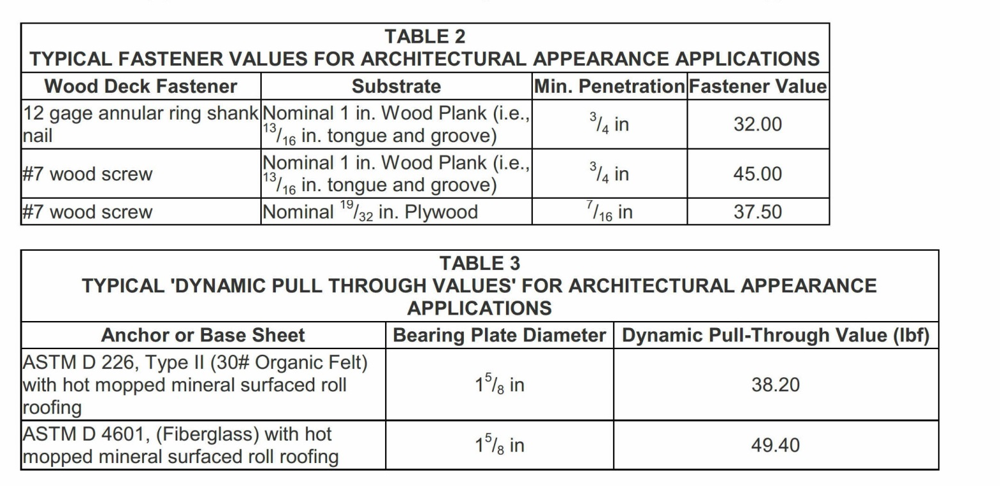 TABLE 2
TYPICAL FASTENER VALUES FOR ARCHITECTURAL APPEARANCE APPLICATIONS
Wood Deck Fastener Substrate Min. Penetration Fastener Value
12 gage annular ring shank nail Nominal 1 in. Wood Plank (i.e., 13/16 in. tongue and groove) 3/4 in 32.00
#7 wood screw Nominal 1 in. Wood Plank (i.e., 13/16 in. tongue and groove) 3/4 in 45.00
#7 wood screw Nominal 19/32 in. Plywood 7/16 in 37.50
TABLE 3
TYPICAL 'DYNAMIC PULL THROUGH VALUES' FOR ARCHITECTURAL APPEARANCE
APPLICATIONS
Anchor or Base Sheet Bearing Plate Diameter Dynamic Pull-Through Value (lbf)
ASTM D 226, Type II (30# Organic Felt) with hot mopped mineral surfaced roll roofing 1 5/8 in 38.20
ASTM D 4601, (Fiberglass) with hot mopped mineral surfaced roll roofing 1 5/8 in 49.40